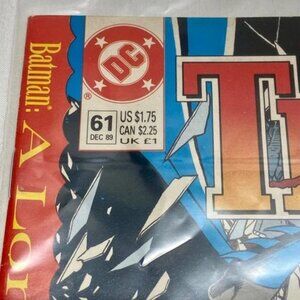 DC
61
DEC 89
US $1.75
CAN $2.25
UK £1
Batman: A Lo
T